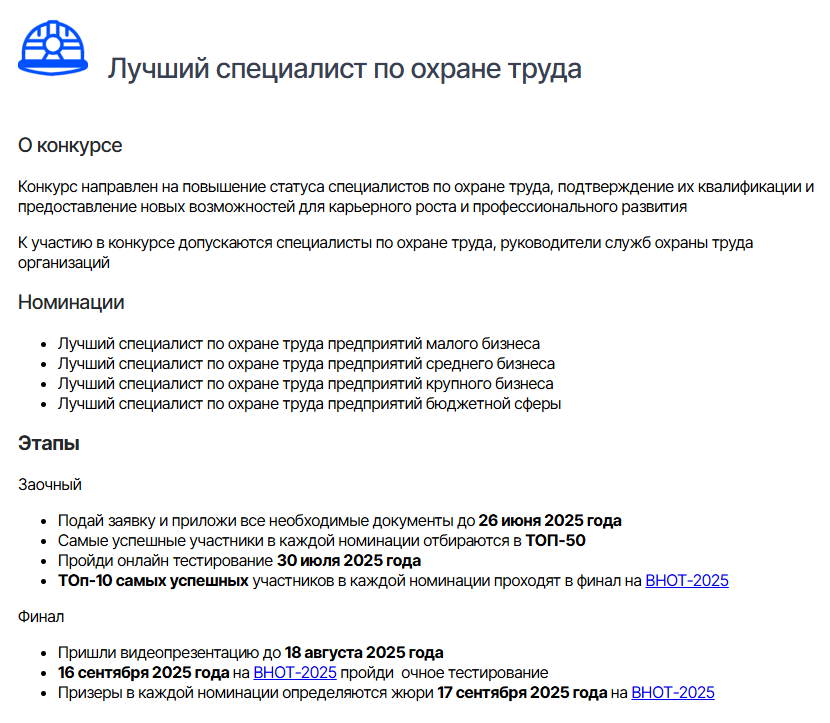 Лучший специалист по охране труда
О конкурсе
Конкурс направлен на повышение статуса специалистов по охране труда, подтверждение их квалификации и
предоставление новых возможностей для карьерного роста и профессионального развития
К участию в конкурсе допускаются специалисты по охране труда, руководители служб охраны труда
организаций
Номинации
• Лучший специалист по охране труда предприятий малого бизнеса
• Лучший специалист по охране труда предприятий среднего бизнеса
• Лучший специалист по охране труда предприятий крупного бизнеса
• Лучший специалист по охране труда предприятий бюджетной сферы
Этапы
Заочный
• Подай заявку и приложи все необходимые документы до 26 июня 2025 года
• Самые успешные участники в каждой номинации отбираются в ТОП-50
• Пройди онлайн тестирование 30 июля 2025 года
• ТОп-10 самых успешных участников в каждой номинации проходят в финал на ВНОТ-2025
Финал
• Пришли видеопрезентацию до 18 августа 2025 года
• 16 сентября 2025 года на ВНОТ-2025 пройди  очное тестирование
• Призеры в каждой номинации определяются жюри 17 сентября 2025 года на ВНОТ-2025